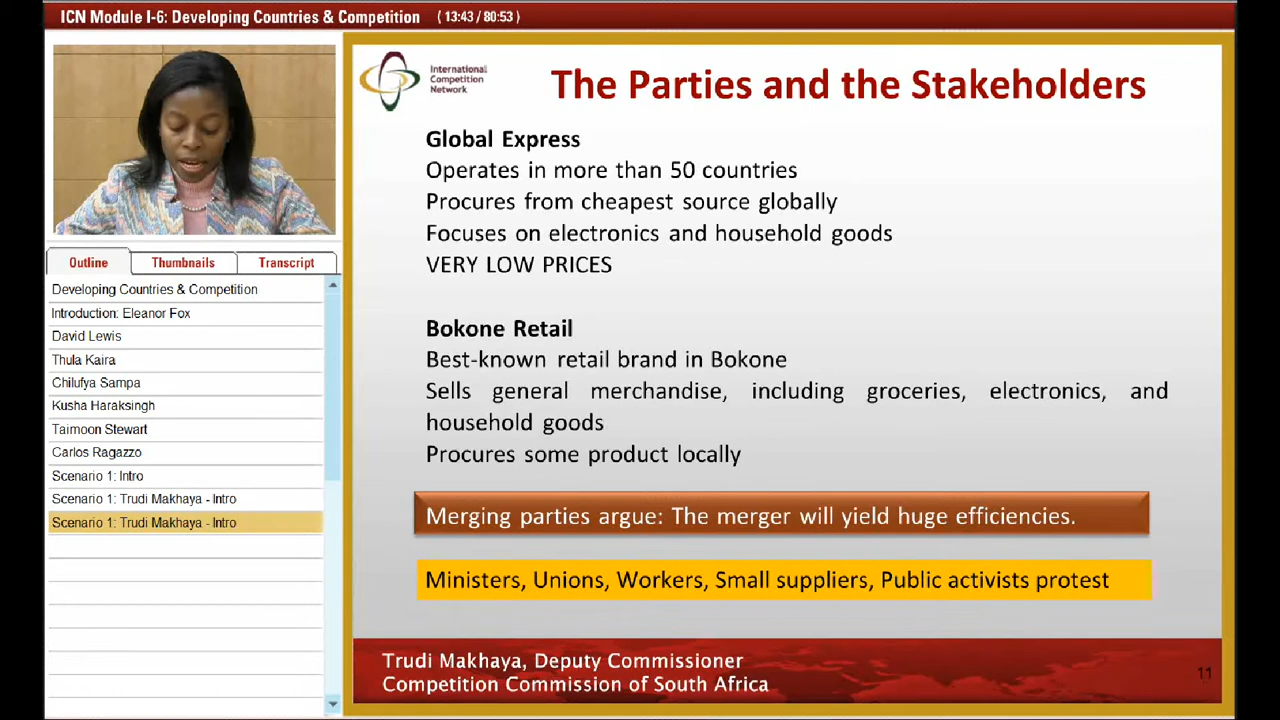 ICN Module I-6: Developing Countries & Competition ( 13:43 / 80:53 )
International
Competition
Network
The Parties and the Stakeholders
Global Express
Operates in more than 50 countries
Procures from cheapest source globally
Focuses on electronics and household goods
VERY LOW PRICES
Bokone Retail
Best-known retail brand in Bokone
Sells general merchandise, including groceries, electronics, and
household goods
Procures some product locally
Merging parties argue: The merger will yield huge efficiencies.
Ministers, Unions, Workers, Small suppliers, Public activists protest
Trudi Makhaya, Deputy Commissioner
Competition Commission of South Africa
11
Outline Thumbnails Transcript
Developing Countries & Competition
Introduction: Eleanor Fox
David Lewis
Thula Kaira
Chilufya Sampa
Kusha Haraksingh
Taimoon Stewart
Carlos Ragazzo
Scenario 1: Intro
Scenario 1: Trudi Makhaya - Intro
Scenario 1: Trudi Makhaya - Intro